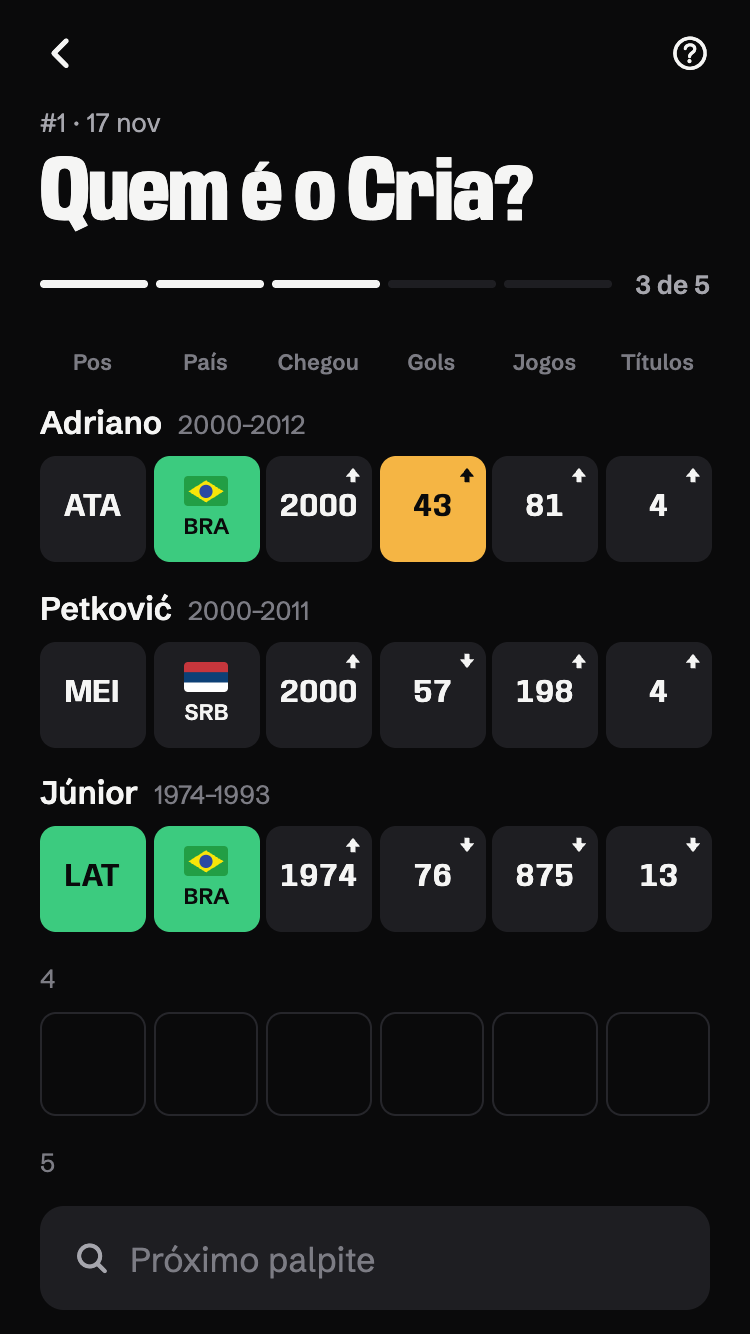 #1 · 17 nov
Quem é o Cria?
3 de 5
Pos País Chegou Gols Jogos Títulos
Adriano 2000–2012
ATA BRA 2000 43 81 4
Petković 2000–2011
MEI SRB 2000 57 198 4
Júnior 1974–1993
LAT BRA 1974 76 875 13
4
5
Próximo palpite